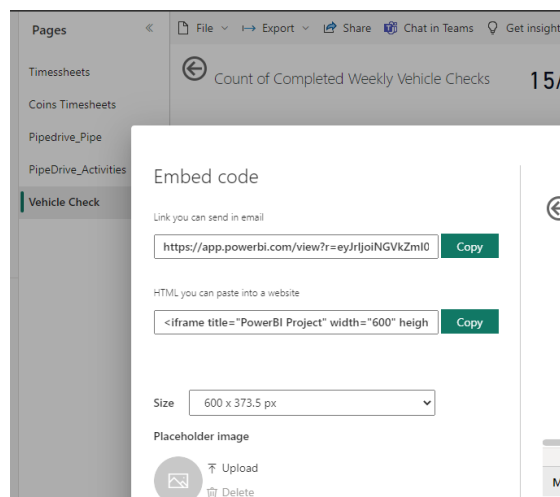 Pages
File
Export
Share
Chat in Teams
Get insight
Timessheets
Coins Timesheets
Pipedrive_Pipe
PipeDrive_Activities
Vehicle Check
Count of Completed Weekly Vehicle Checks
15/
Embed code
Link you can send in email
https://app.powerbi.com/view?r=eyJrIjoiNGVkZmI0
Copy
HTML you can paste into a website
<iframe title="PowerBI Project" width="600" heigh
Copy
Size
600 x 373.5 px
Placeholder image
Upload
Delete
M